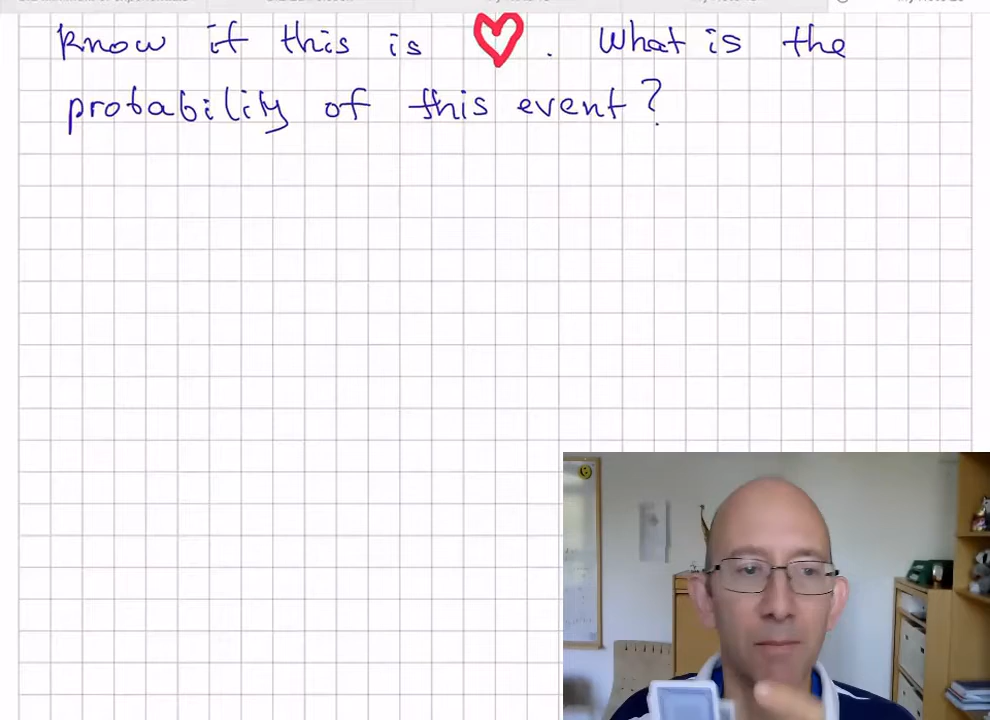 know if this is ♥. What is the
probability of this event?